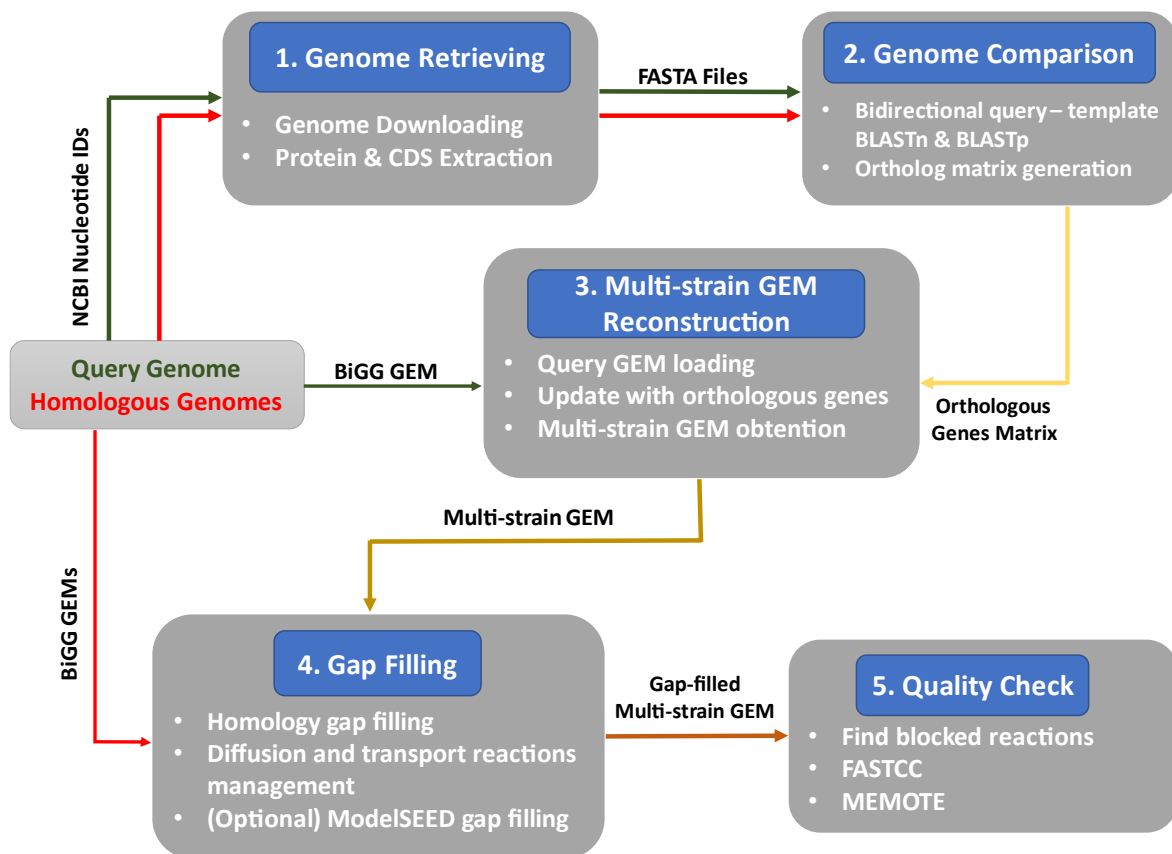 1. Genome Retrieving
• Genome Downloading
• Protein & CDS Extraction
FASTA Files
2. Genome Comparison
• Bidirectional query – template
BLASTn & BLASTp
• Ortholog matrix generation
NCBI Nucleotide IDs
Query Genome
Homologous Genomes
BiGG GEM
3. Multi-strain GEM
Reconstruction
• Query GEM loading
• Update with orthologous genes
• Multi-strain GEM obtention
Orthologous
Genes Matrix
Multi-strain GEM
BiGG GEMs
4. Gap Filling
• Homology gap filling
• Diffusion and transport reactions
management
• (Optional) ModelSEED gap filling
Gap-filled
Multi-strain GEM
5. Quality Check
• Find blocked reactions
• FASTCC
• MEMOTE